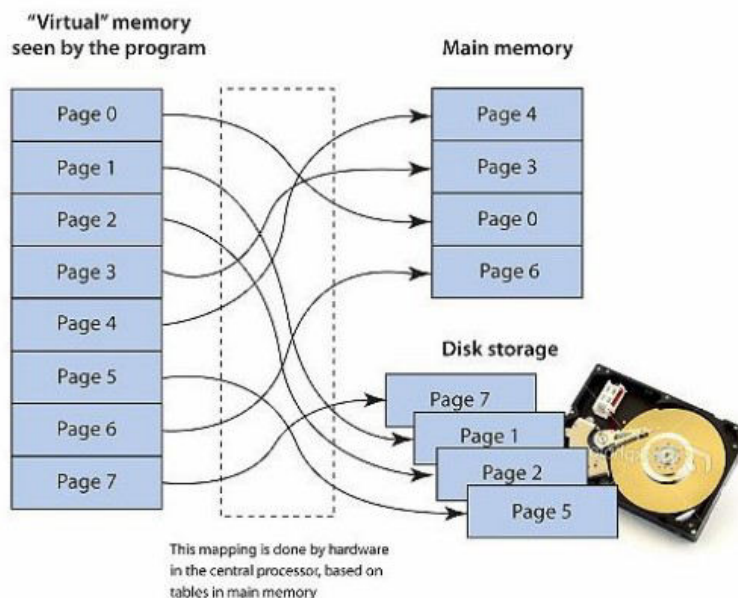 “Virtual” memory
seen by the program
Main memory
Page 0
Page 1
Page 2
Page 3
Page 4
Page 5
Page 6
Page 7
Page 4
Page 3
Page 0
Page 6
Disk storage
Page 7
Page 1
Page 2
Page 5
This mapping is done by hardware
in the central processor, based on
tables in main memory